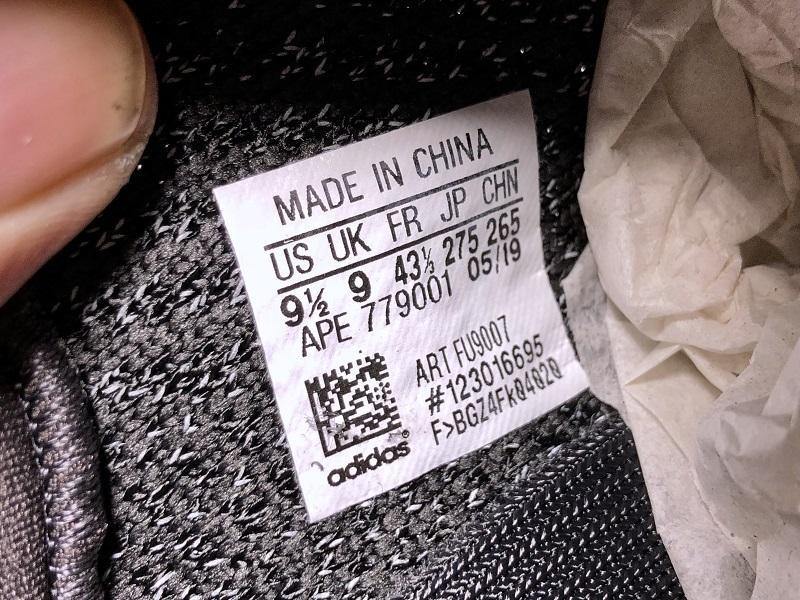 MADE IN CHINA
US UK FR JP CHN
9½ 9 43⅓ 275 265
APE 779001 05/19
ART FU9007
#123016695
F>BGZ4FkQ4Q2Q
adidas®